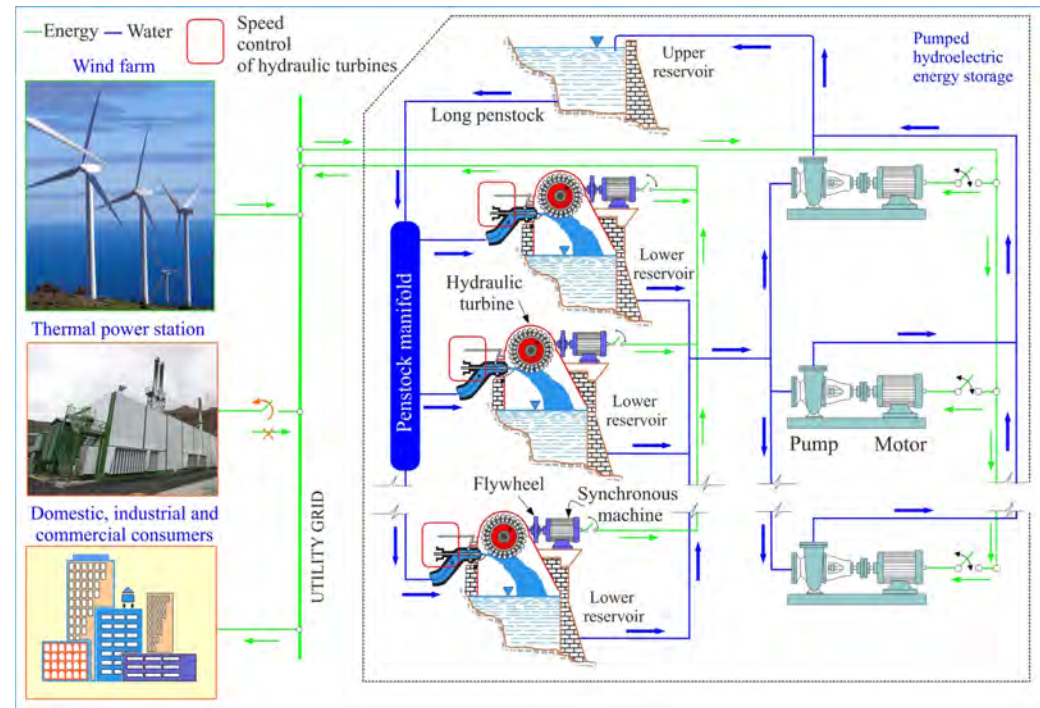 Energy
Water
Speed
control
of hydraulic turbines
Wind farm
Thermal power station
Domestic, industrial and
commercial consumers
UTILITY GRID
Upper
reservoir
Pumped
hydroelectric
energy storage
Long penstock
Penstock manifold
Lower
reservoir
Hydraulic
turbine
Lower
reservoir
Pump
Motor
Flywheel
Synchronous
machine
Lower
reservoir